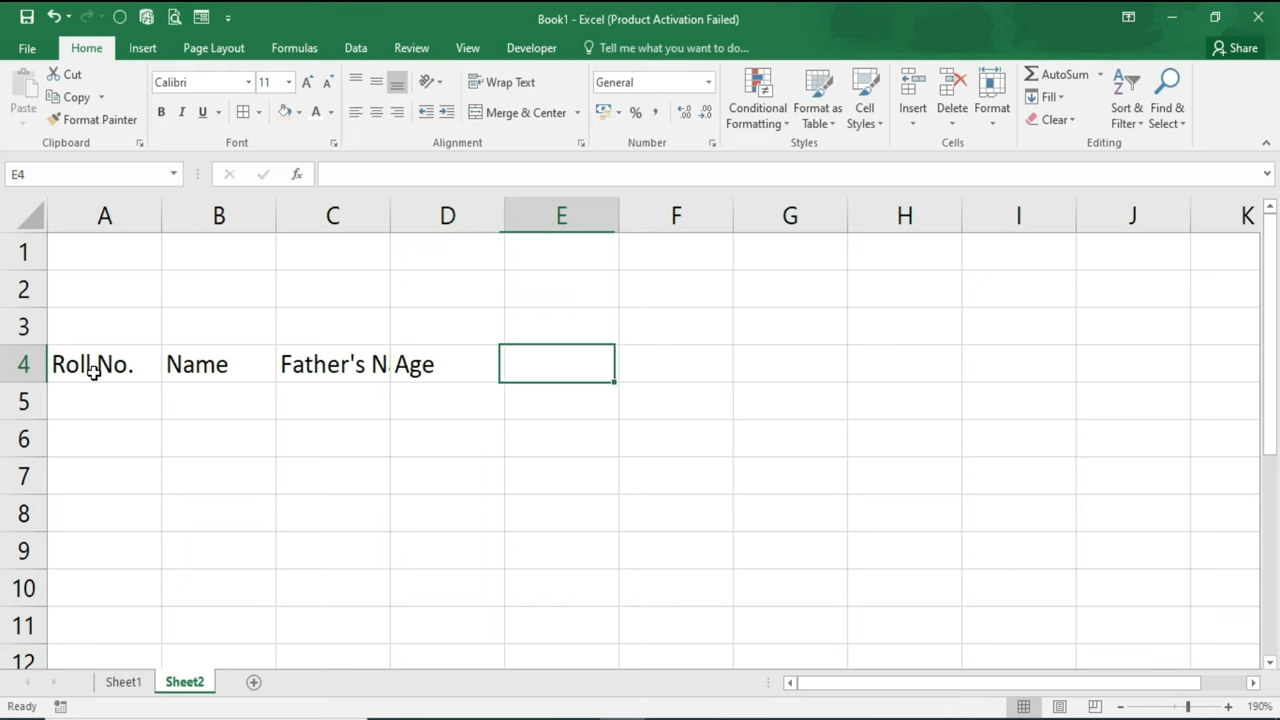 Book1 - Excel (Product Activation Failed)
File Home Insert Page Layout Formulas Data Review View Developer Tell me what you want to do... Share
Paste
Cut
Copy
Format Painter
Clipboard
Calibri 11
B I U A
Font
Wrap Text
Merge & Center
Alignment
General
% ,
Number
Conditional Formatting
Format as Table
Cell Styles
Styles
Insert Delete Format
Cells
AutoSum
Fill
Clear
Sort & Filter
Find & Select
Editing
E4 fx
A B C D E F G H I J K
1
2
3
4 Roll No. Name Father's N Age
5
6
7
8
9
10
11
12
Sheet1 Sheet2
Ready 190%